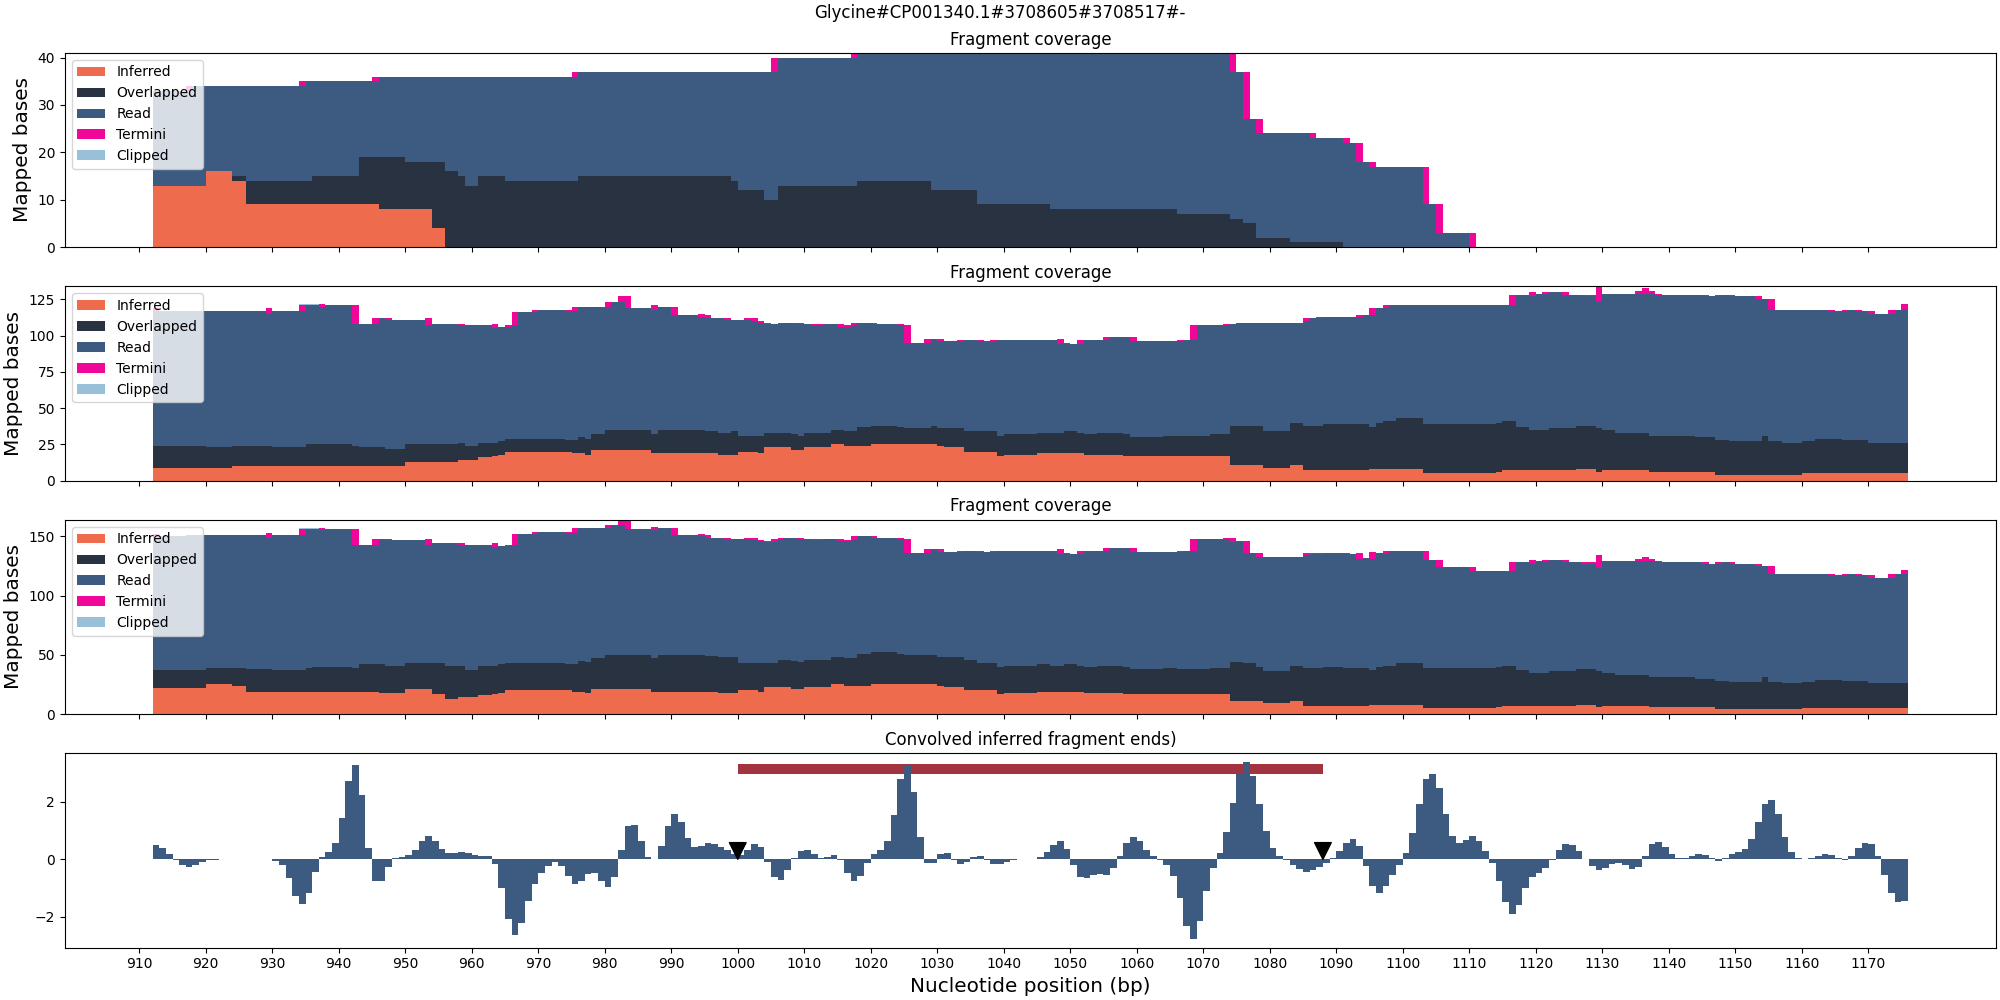 Glycine#CP001340.1#3708605#3708517#-
Fragment coverage
Mapped bases
40
30
20
10
0
Inferred
Overlapped
Read
Termini
Clipped
Fragment coverage
Mapped bases
125
100
75
50
25
0
Inferred
Overlapped
Read
Termini
Clipped
Fragment coverage
Mapped bases
150
100
50
0
Inferred
Overlapped
Read
Termini
Clipped
Convolved inferred fragment ends)
2
0
−2
910 920 930 940 950 960 970 980 990 1000 1010 1020 1030 1040 1050 1060 1070 1080 1090 1100 1110 1120 1130 1140 1150 1160 1170
Nucleotide position (bp)